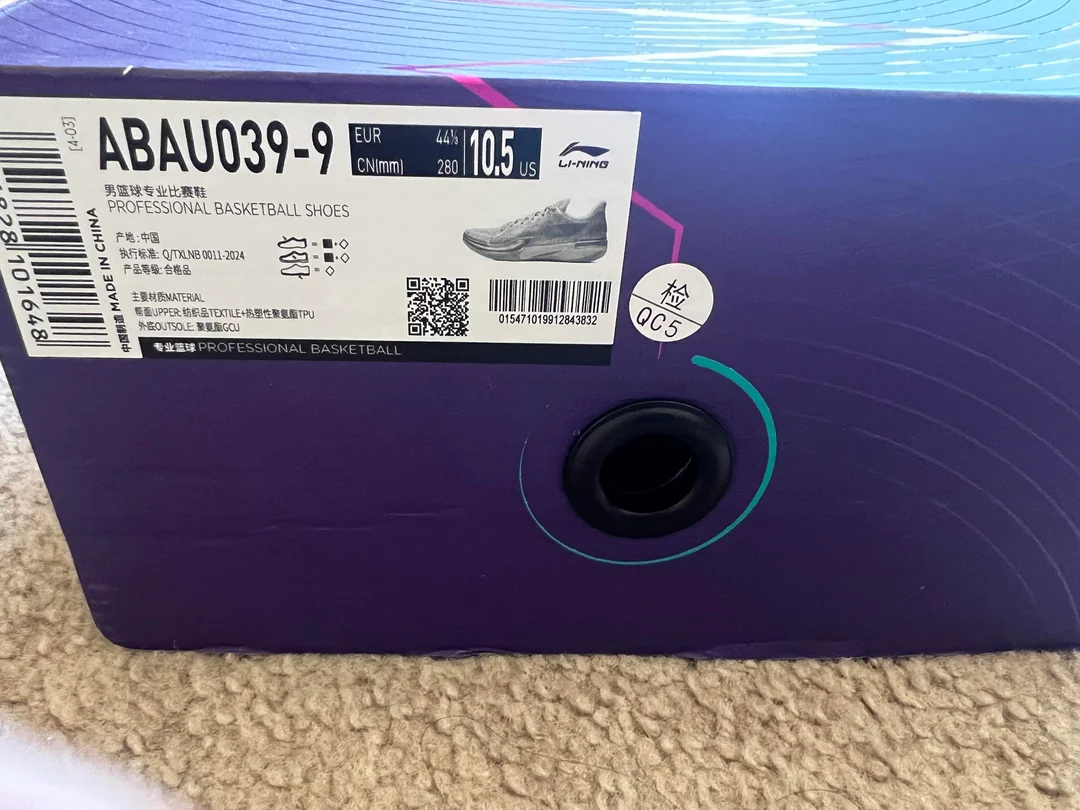 [4-03]
ABAU039-9
EUR 44⅓
CN(mm) 280
10.5 US
LI-NING
男篮球专业比赛鞋
PROFESSIONAL BASKETBALL SHOES
产地:中国
执行标准: Q/TXLNB 0011-2024
产品等级: 合格品
主要材质MATERIAL
帮面UPPER: 纺织品TEXTILE+热塑性聚氨酯TPU
外底OUTSOLE: 聚氨酯GCU
015471019912843832
专业篮球 PROFESSIONAL BASKETBALL
中国制造 MADE IN CHINA
828101648
检
QC5